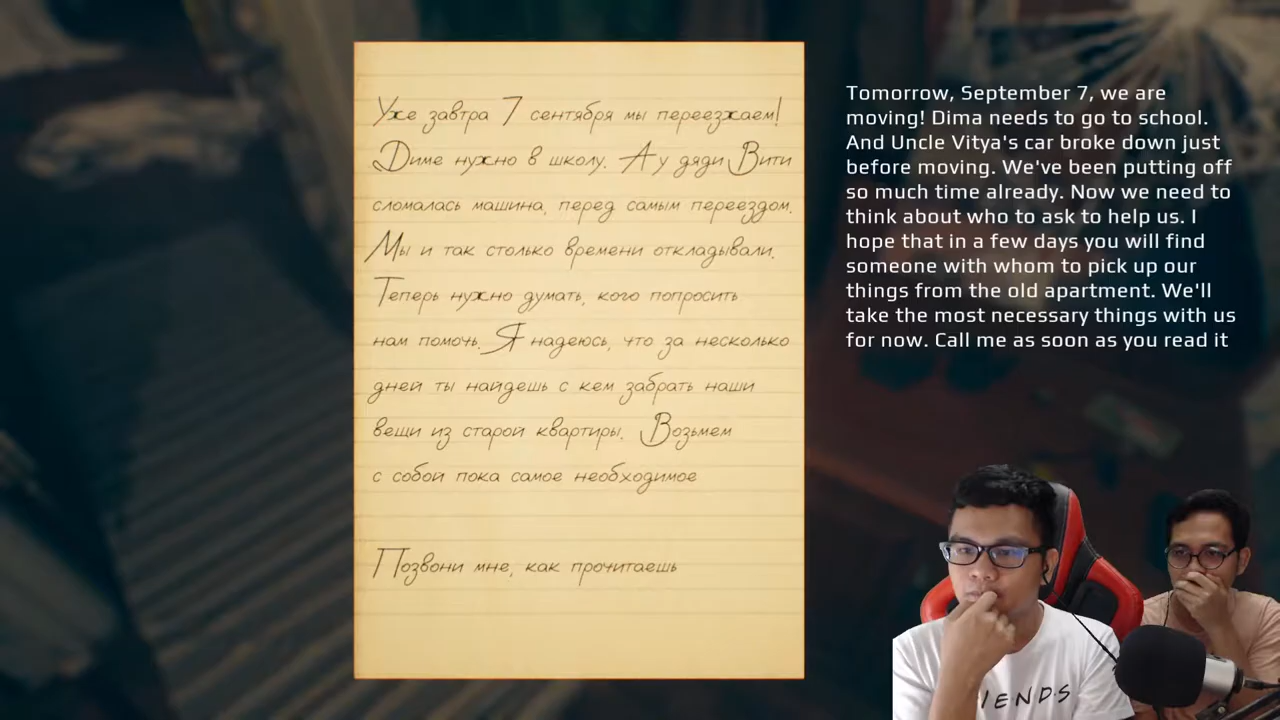 Уже завтра 7 сентября мы переезжаем!
Диме нужно в школу. А у дяди Вити
сломалась машина, перед самым переездом.
Мы и так столько времени откладывали.
Теперь нужно думать, кого попросить
нам помочь. Я надеюсь, что за несколько
дней ты найдешь с кем забрать наши
вещи из старой квартиры. Возьмем
с собой пока самое необходимое
Позвони мне, как прочитаешь
Tomorrow, September 7, we are
moving! Dima needs to go to school.
And Uncle Vitya's car broke down just
before moving. We've been putting off
so much time already. Now we need to
think about who to ask to help us. I
hope that in a few days you will find
someone with whom to pick up our
things from the old apartment. We'll
take the most necessary things with us
for now. Call me as soon as you read it
IENDS